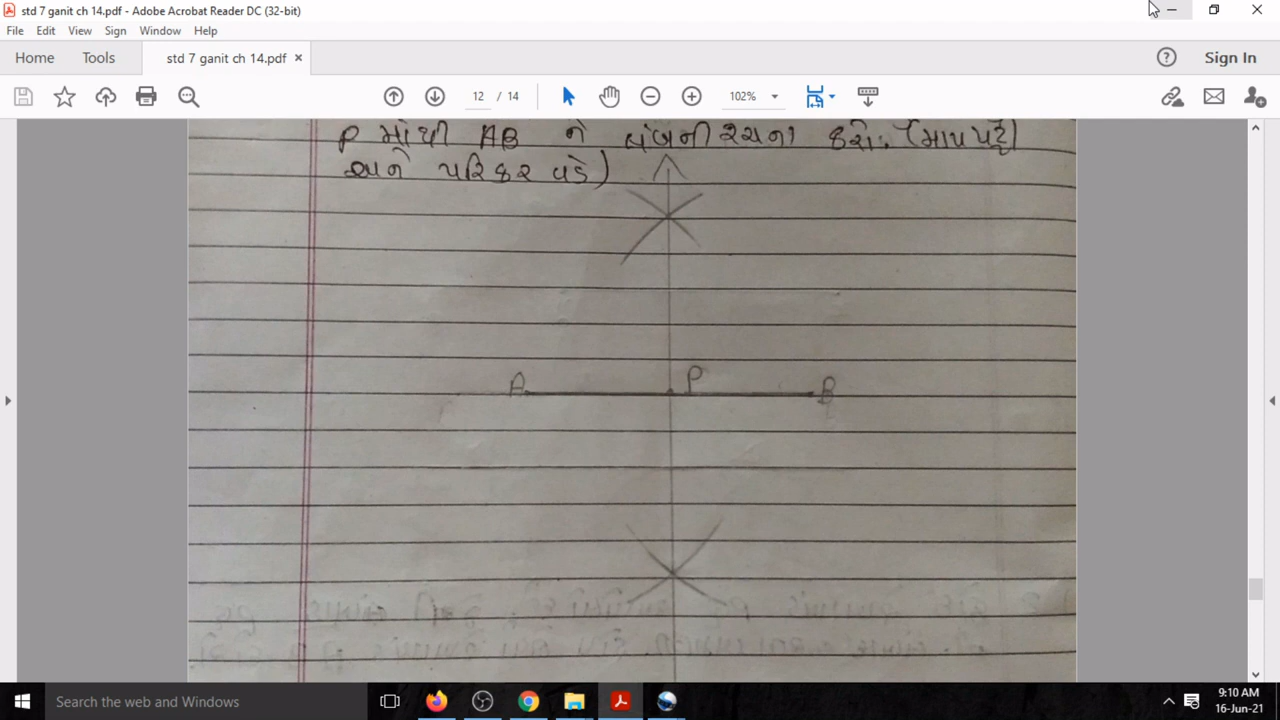 std 7 ganit ch 14.pdf - Adobe Acrobat Reader DC (32-bit)
File Edit View Sign Window Help
Home Tools std 7 ganit ch 14.pdf × Sign In
12 / 14 102%
P માંથી AB ને લંબની રચના કરો. (માપપટ્ટી
અને પરિકર વડે)
A P B
Search the web and Windows
9:10 AM
16-Jun-21